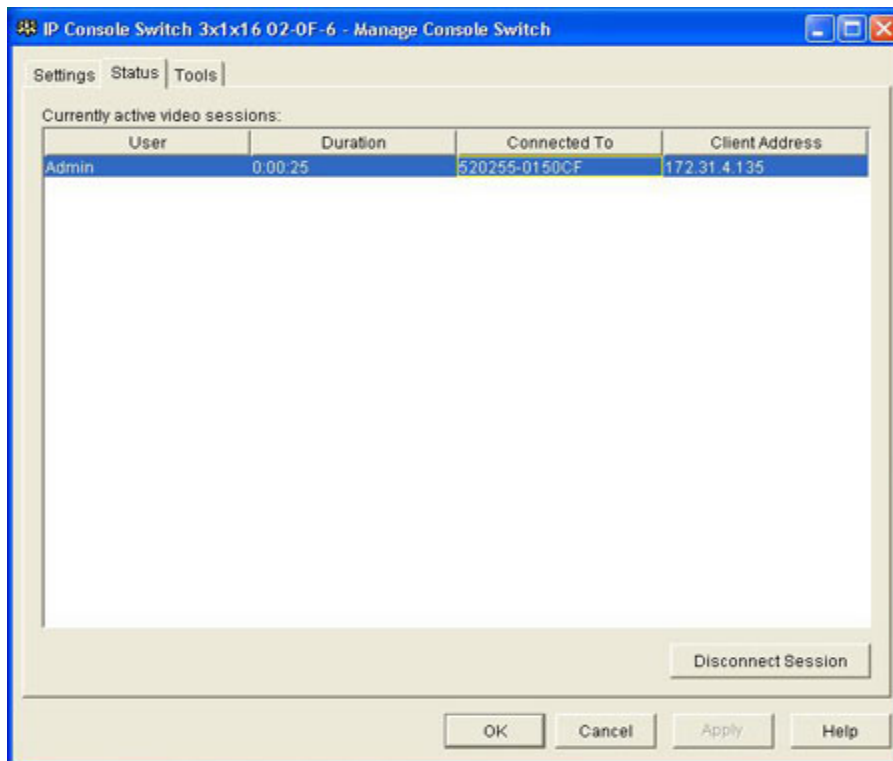 IP Console Switch 3x1x16 02-0F-6 - Manage Console Switch
Settings Status Tools
Currently active video sessions:
User Duration Connected To Client Address
Admin 0:00:25 520255-0150CF 172.31.4.135
Disconnect Session
OK Cancel Apply Help